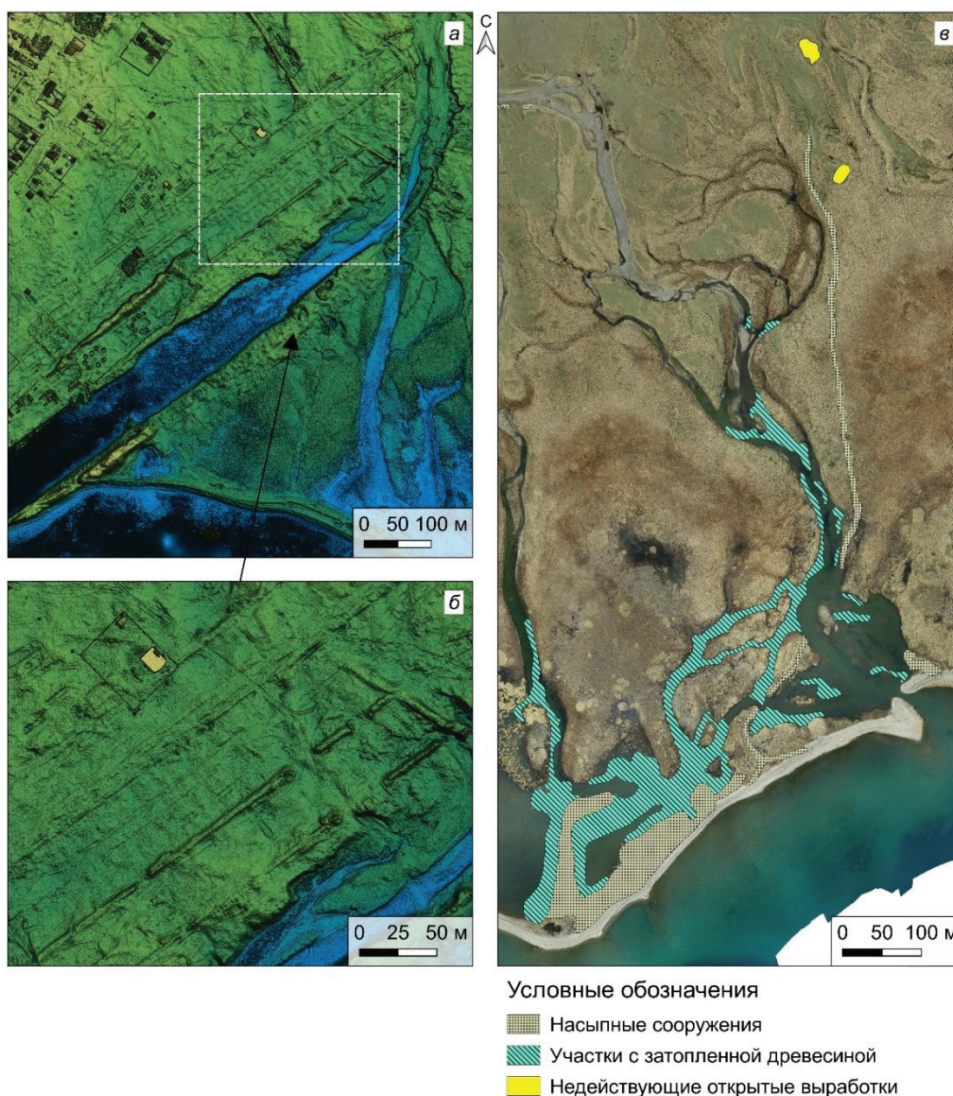 а
С
в
0 50 100 м
б
0 25 50 м
0 50 100 м
Условные обозначения
Насыпные сооружения
Участки с затопленной древесиной
Недействующие открытые выработки